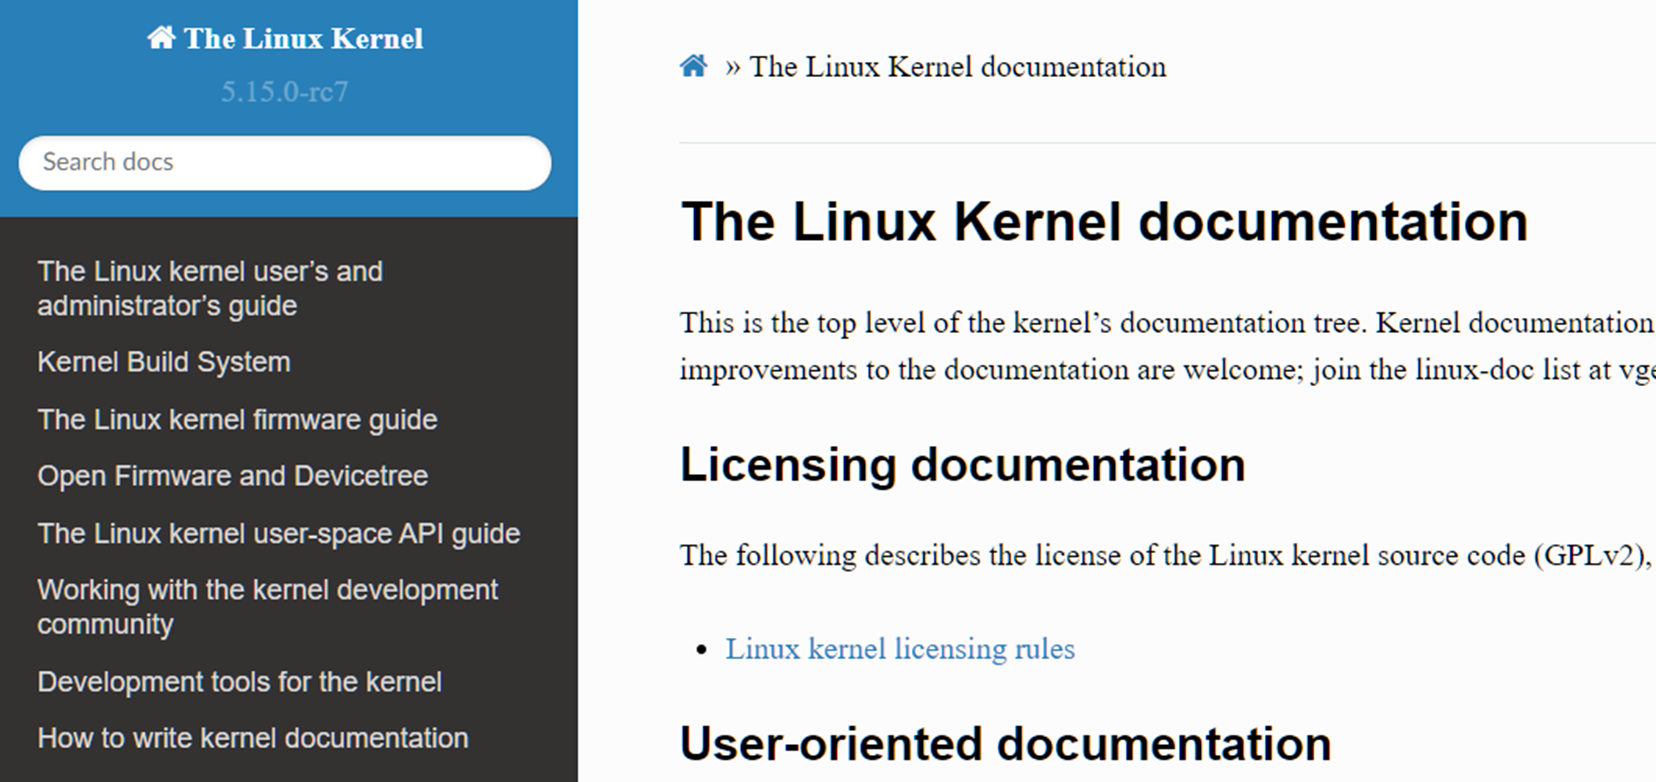 The Linux Kernel
5.15.0-rc7
Search docs
The Linux kernel user’s and
administrator’s guide
Kernel Build System
The Linux kernel firmware guide
Open Firmware and Devicetree
The Linux kernel user-space API guide
Working with the kernel development
community
Development tools for the kernel
How to write kernel documentation
» The Linux Kernel documentation
The Linux Kernel documentation
This is the top level of the kernel’s documentation tree. Kernel documentation
improvements to the documentation are welcome; join the linux-doc list at
Licensing documentation
The following describes the license of the Linux kernel source code (GPLv2),
• Linux kernel licensing rules
User-oriented documentation